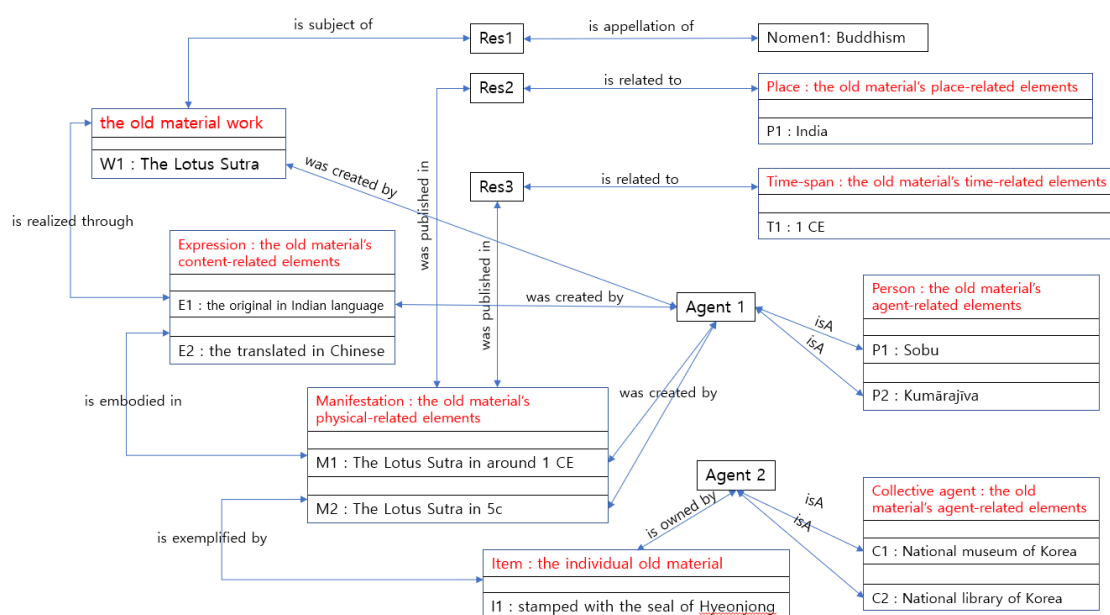 is subject of
Res1
is appellation of
Nomen1: Buddhism
Res2
is related to
Place : the old material's place-related elements
P1 : India
the old material work
W1 : The Lotus Sutra
was created by
was published in
Res3
is related to
Time-span : the old material's time-related elements
T1 : 1 CE
is realized through
was published in
Expression : the old material's
content-related elements
E1 : the original in Indian language
E2 : the translated in Chinese
was created by
Agent 1
Person : the old material's
agent-related elements
isA
isA
P1 : Sobu
P2 : Kumārajīva
is embodied in
Manifestation : the old material's
physical-related elements
M1 : The Lotus Sutra in around 1 CE
M2 : The Lotus Sutra in 5c
was created by
is exemplified by
Agent 2
is owned by
isA
isA
Collective agent : the old
material's agent-related elements
C1 : National museum of Korea
C2 : National library of Korea
Item : the individual old material
I1 : stamped with the seal of Hyeonjong